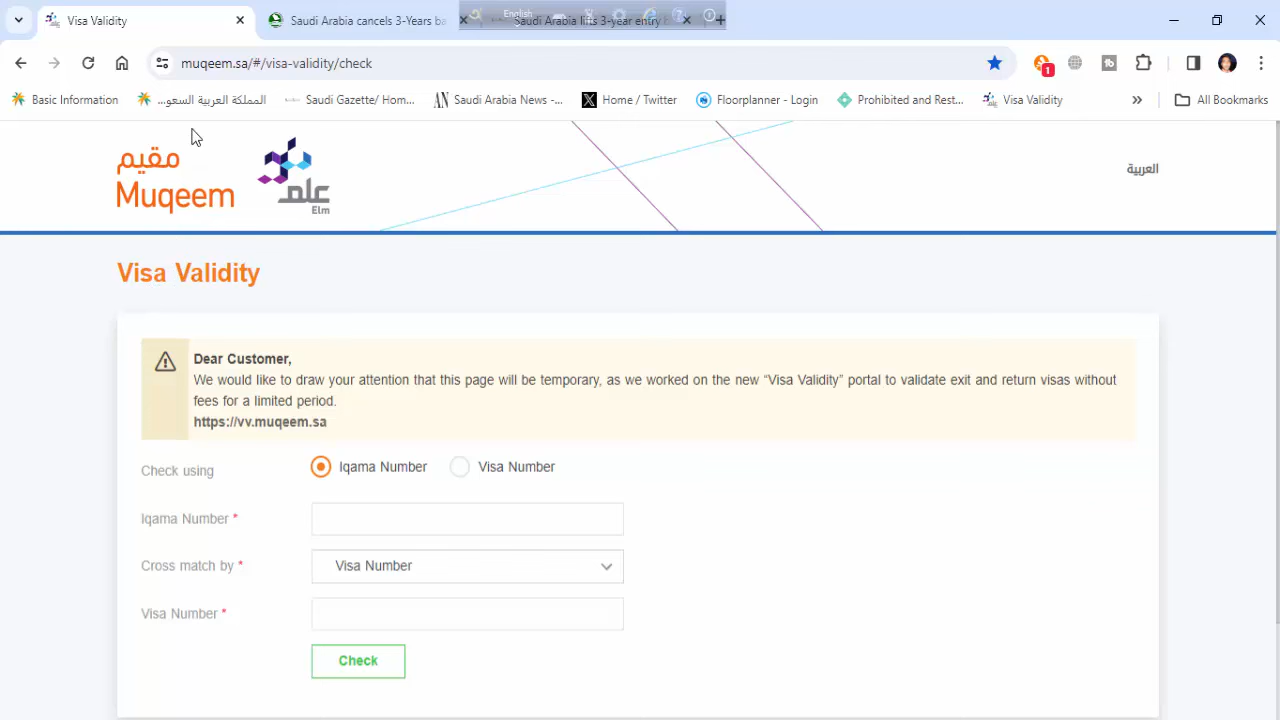 Visa Validity
Saudi Arabia cancels 3-Years ba
Saudi Arabia lifts 3-year entry
English
muqeem.sa/#/visa-validity/check
1
Basic Information
المملكة العربية السعو...
Saudi Gazette/ Hom...
Saudi Arabia News -...
Home / Twitter
Floorplanner - Login
Prohibited and Rest...
Visa Validity
All Bookmarks
مقيم
Muqeem
علم
Elm
العربية
Visa Validity
Dear Customer,
We would like to draw your attention that this page will be temporary, as we worked on the new “Visa Validity” portal to validate exit and return visas without
fees for a limited period.
https://vv.muqeem.sa
Check using
Iqama Number
Visa Number
Iqama Number *
Cross match by *
Visa Number
Visa Number *
Check